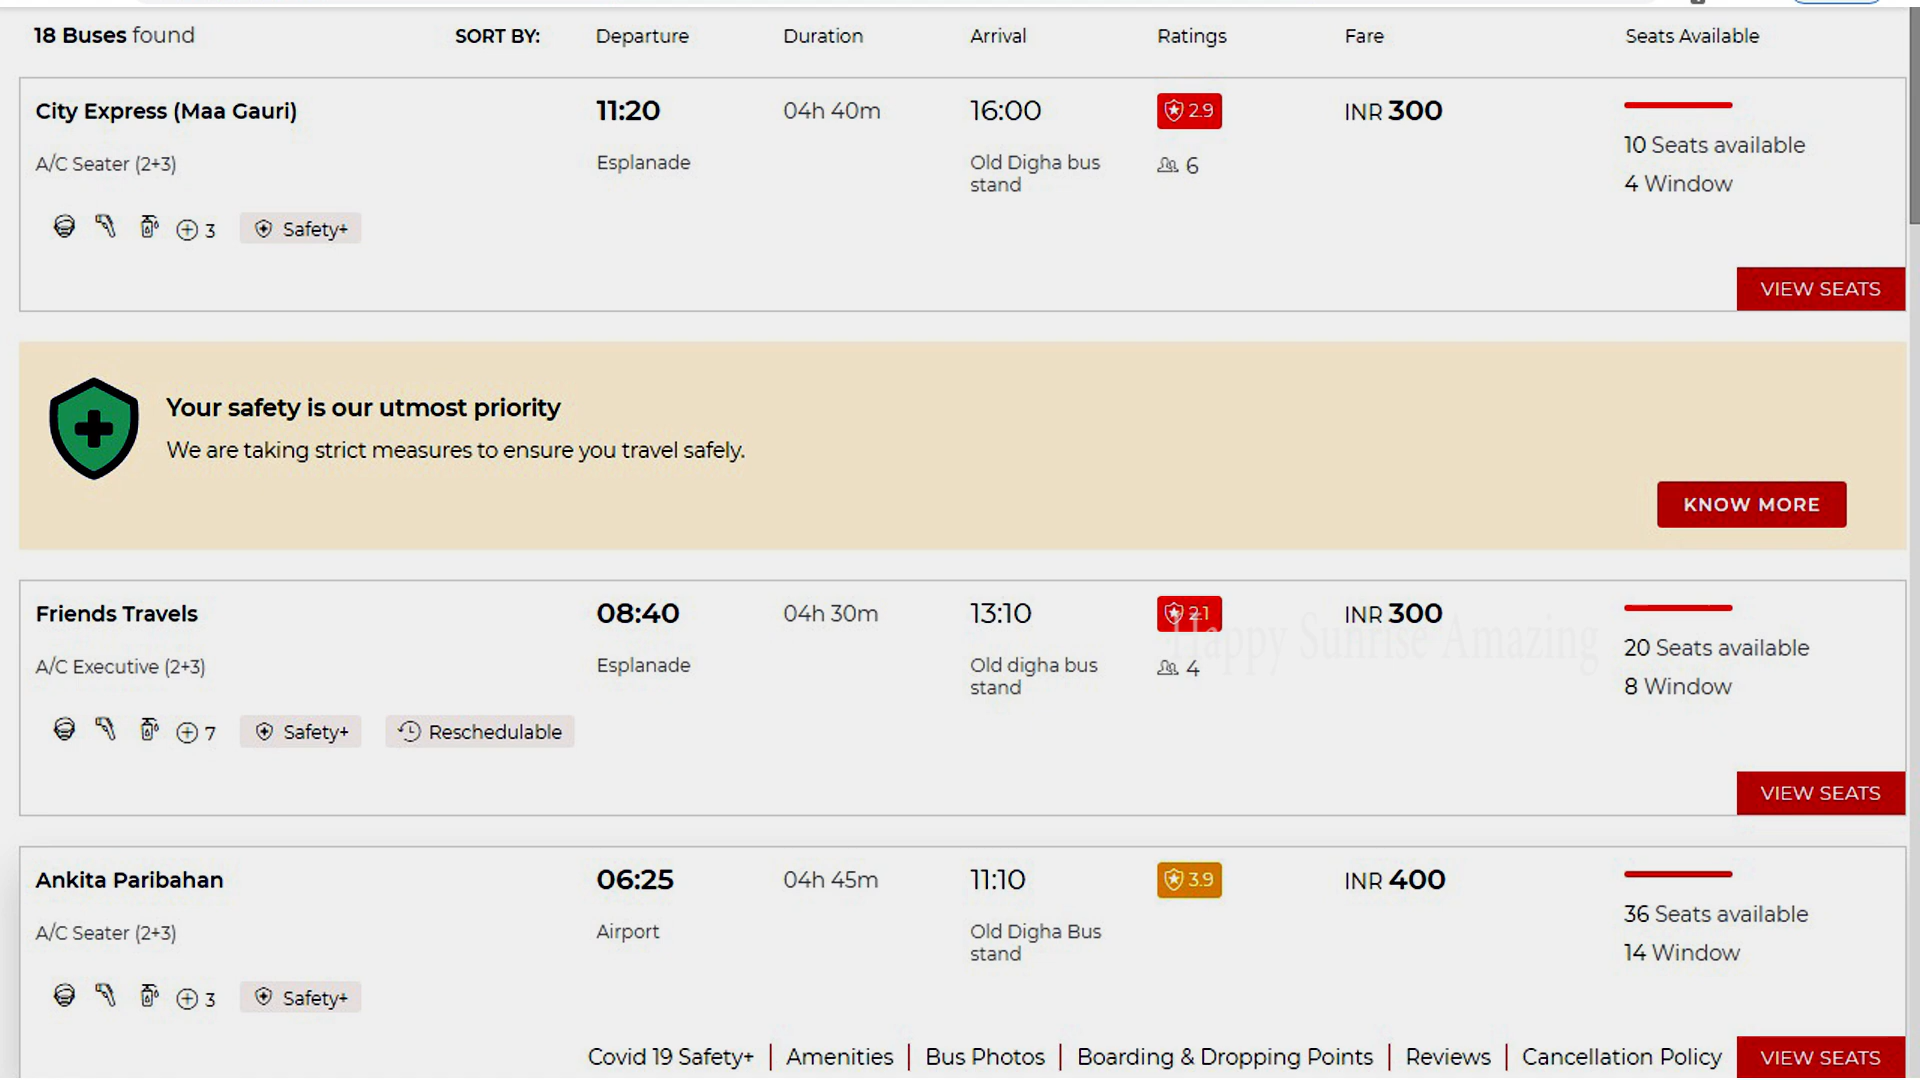 18 Buses found SORT BY: Departure Duration Arrival Ratings Fare Seats Available
City Express (Maa Gauri) 11:20 04h 40m 16:00 2.9 INR 300
10 Seats available
A/C Seater (2+3) Esplanade Old Digha bus
stand
6
4 Window
3 Safety+
VIEW SEATS
Your safety is our utmost priority
We are taking strict measures to ensure you travel safely.
KNOW MORE
Friends Travels 08:40 04h 30m 13:10 2.1 INR 300
Happy Sunrise Amazing
20 Seats available
A/C Executive (2+3) Esplanade Old digha bus
stand
4
8 Window
7 Safety+ Reschedulable
VIEW SEATS
Ankita Paribahan 06:25 04h 45m 11:10 3.9 INR 400
36 Seats available
A/C Seater (2+3) Airport Old Digha Bus
stand
14 Window
3 Safety+
Covid 19 Safety+ | Amenities | Bus Photos | Boarding & Dropping Points | Reviews | Cancellation Policy VIEW SEATS